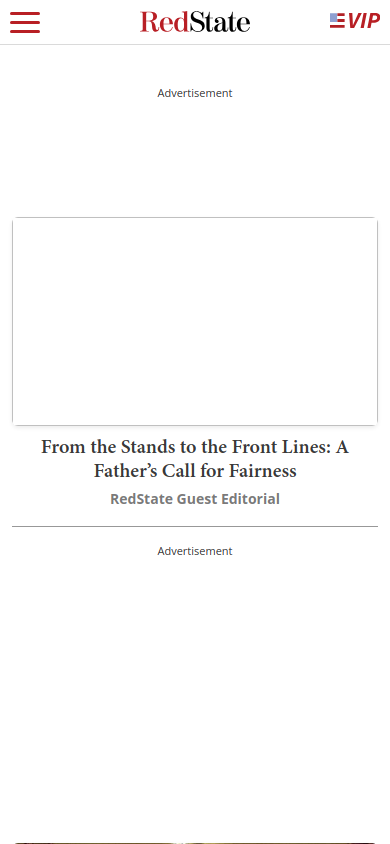 RedState
VIP
Advertisement
From the Stands to the Front Lines: A
Father’s Call for Fairness
RedState Guest Editorial
Advertisement